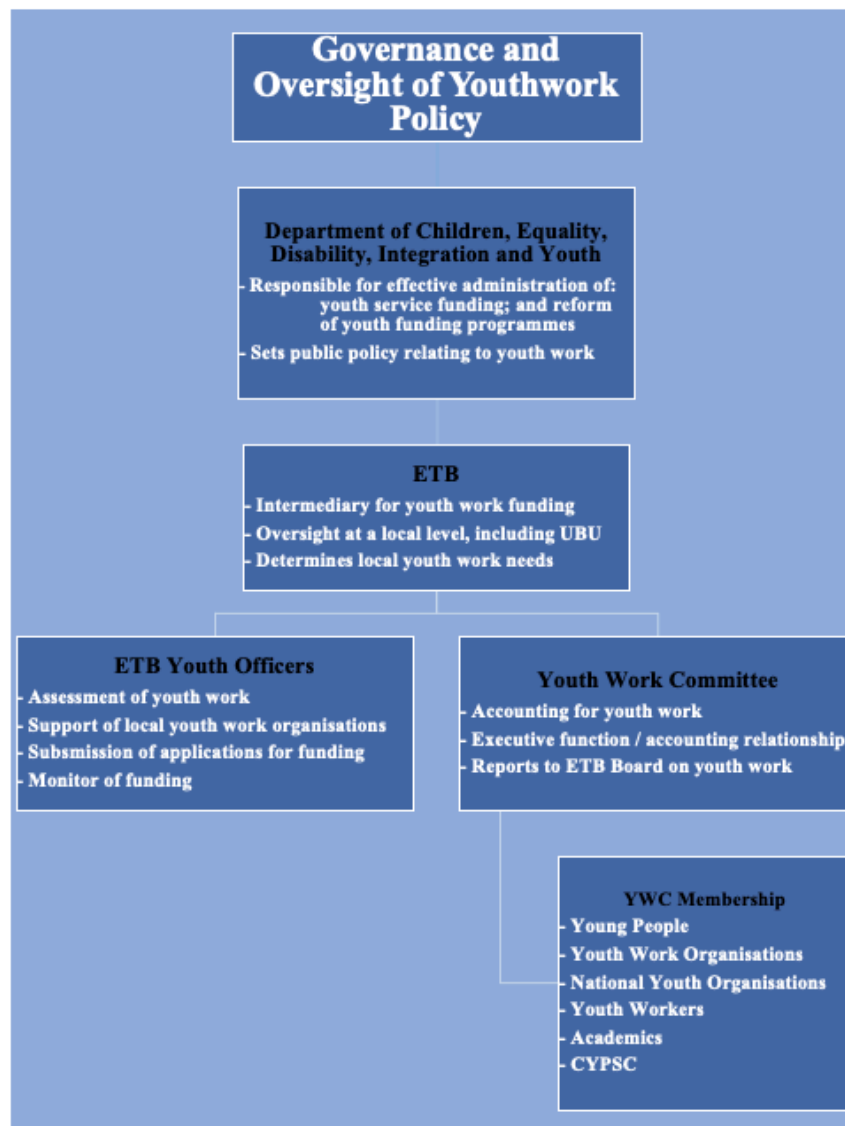 Governance and
Oversight of Youthwork
Policy
Department of Children, Equality,
Disability, Integration and Youth
- Responsible for effective administration of:
youth service funding; and reform
of youth funding programmes
- Sets public policy relating to youth work
ETB
- Intermediary for youth work funding
- Oversight at a local level, including UBU
- Determines local youth work needs
ETB Youth Officers
- Assessment of youth work
- Support of local youth work organisations
- Subsmission of applications for funding
- Monitor of funding
Youth Work Committee
- Accounting for youth work
- Executive function / accounting relationship
- Reports to ETB Board on youth work
YWC Membership
- Young People
- Youth Work Organisations
- National Youth Organisations
- Youth Workers
- Academics
- CYPSC